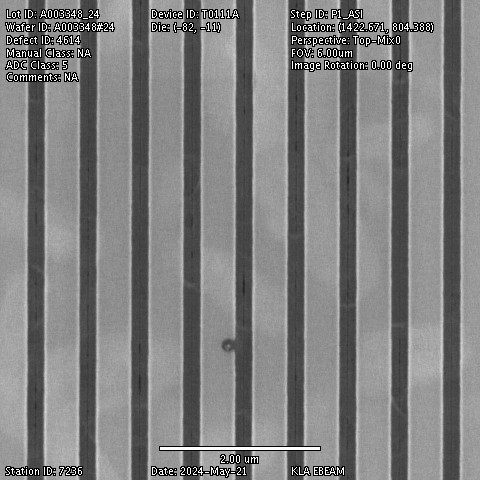 Lot ID: A003348_24
Wafer ID: A003348#24
Defect ID: 4614
Manual Class: NA
ADC Class: 5
Comments: NA
Device ID: T0111A
Die: (-82, -11)
Step ID: P1_ASI
Location: (1422.671, 804.388)
Perspective: Top-Mix0
FOV: 6.00um
Image Rotation: 0.00 deg
2.00 um
Station ID: 7236
Date: 2024-May-21
KLA EBEAM